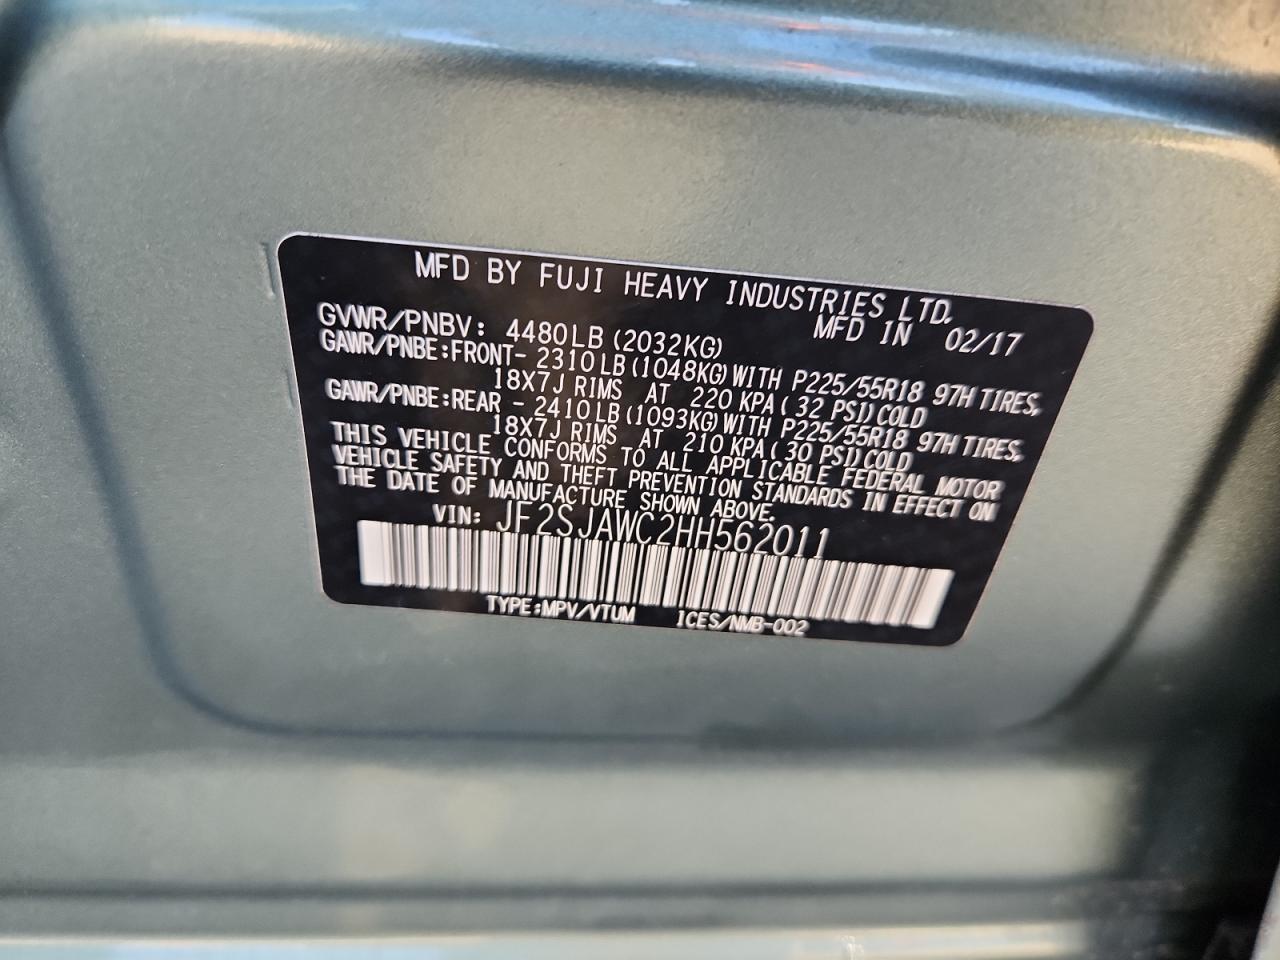 MFD BY FUJI HEAVY INDUSTRIES LTD.
MFD IN 02/17
GVWR/PNBV: 4480LB (2032KG)
GAWR/PNBE:FRONT- 2310LB(1048KG)WITH P225/55R18 97H TIRES,
18X7J RIMS AT 220 KPA( 32 PSI)COLD
GAWR/PNBE:REAR - 2410LB(1093KG)WITH P225/55R18 97H TIRES,
18X7J RIMS AT 210 KPA( 30 PSI)COLD
THIS VEHICLE CONFORMS TO ALL APPLICABLE FEDERAL MOTOR
VEHICLE SAFETY AND THEFT PREVENTION STANDARDS IN EFFECT ON
THE DATE OF MANUFACTURE SHOWN ABOVE.
VIN: JF2SJAWC2HH562011
TYPE:MPV/VTUM ICES/NMB-002